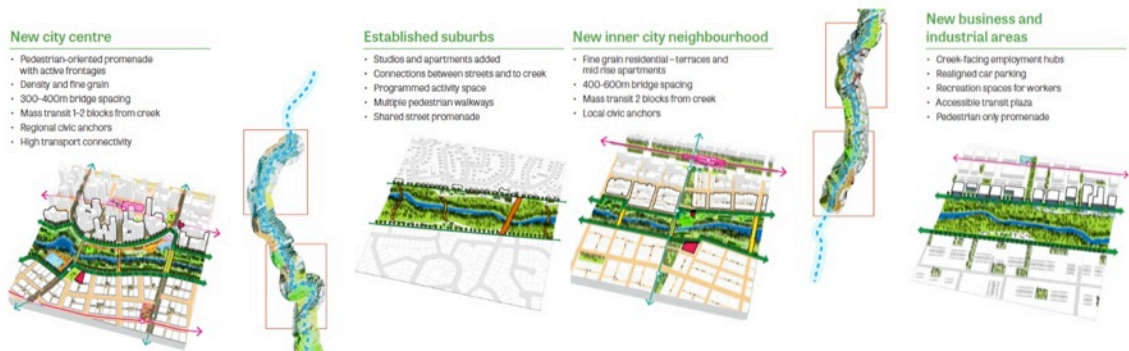 New city centre
• Pedestrian-oriented promenade
with active frontages
• Density and fine grain
• 300-400m bridge spacing
• Mass transit 1-2 blocks from creek
• Regional civic anchors
• High transport connectivity
Established suburbs
• Studios and apartments added
• Connections between streets and to creek
• Programmed activity space
• Multiple pedestrian walkways
• Shared street promenade
New inner city neighbourhood
• Fine grain residential – terraces and
mid rise apartments
• 400-600m bridge spacing
• Mass transit 2 blocks from creek
• Local civic anchors
New business and
industrial areas
• Creek-facing employment hubs
• Realigned car parking
• Recreation spaces for workers
• Accessible transit plaza
• Pedestrian only promenade